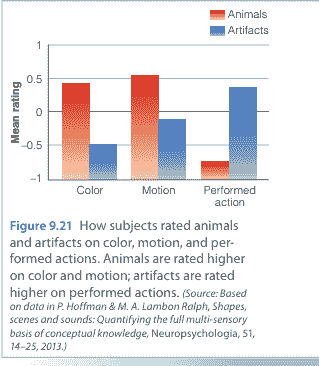 Animals
Artifacts
Mean rating
1
0.5
0
–0.5
–1
Color
Motion
Performed
action
Figure 9.21 How subjects rated animals
and artifacts on color, motion, and per-
formed actions. Animals are rated higher
on color and motion; artifacts are rated
higher on performed actions. (Source: Based
on data in P. Hoffman & M. A. Lambon Ralph, Shapes,
scenes and sounds: Quantifying the full multi-sensory
basis of conceptual knowledge, Neuropsychologia, 51,
14–25, 2013.)